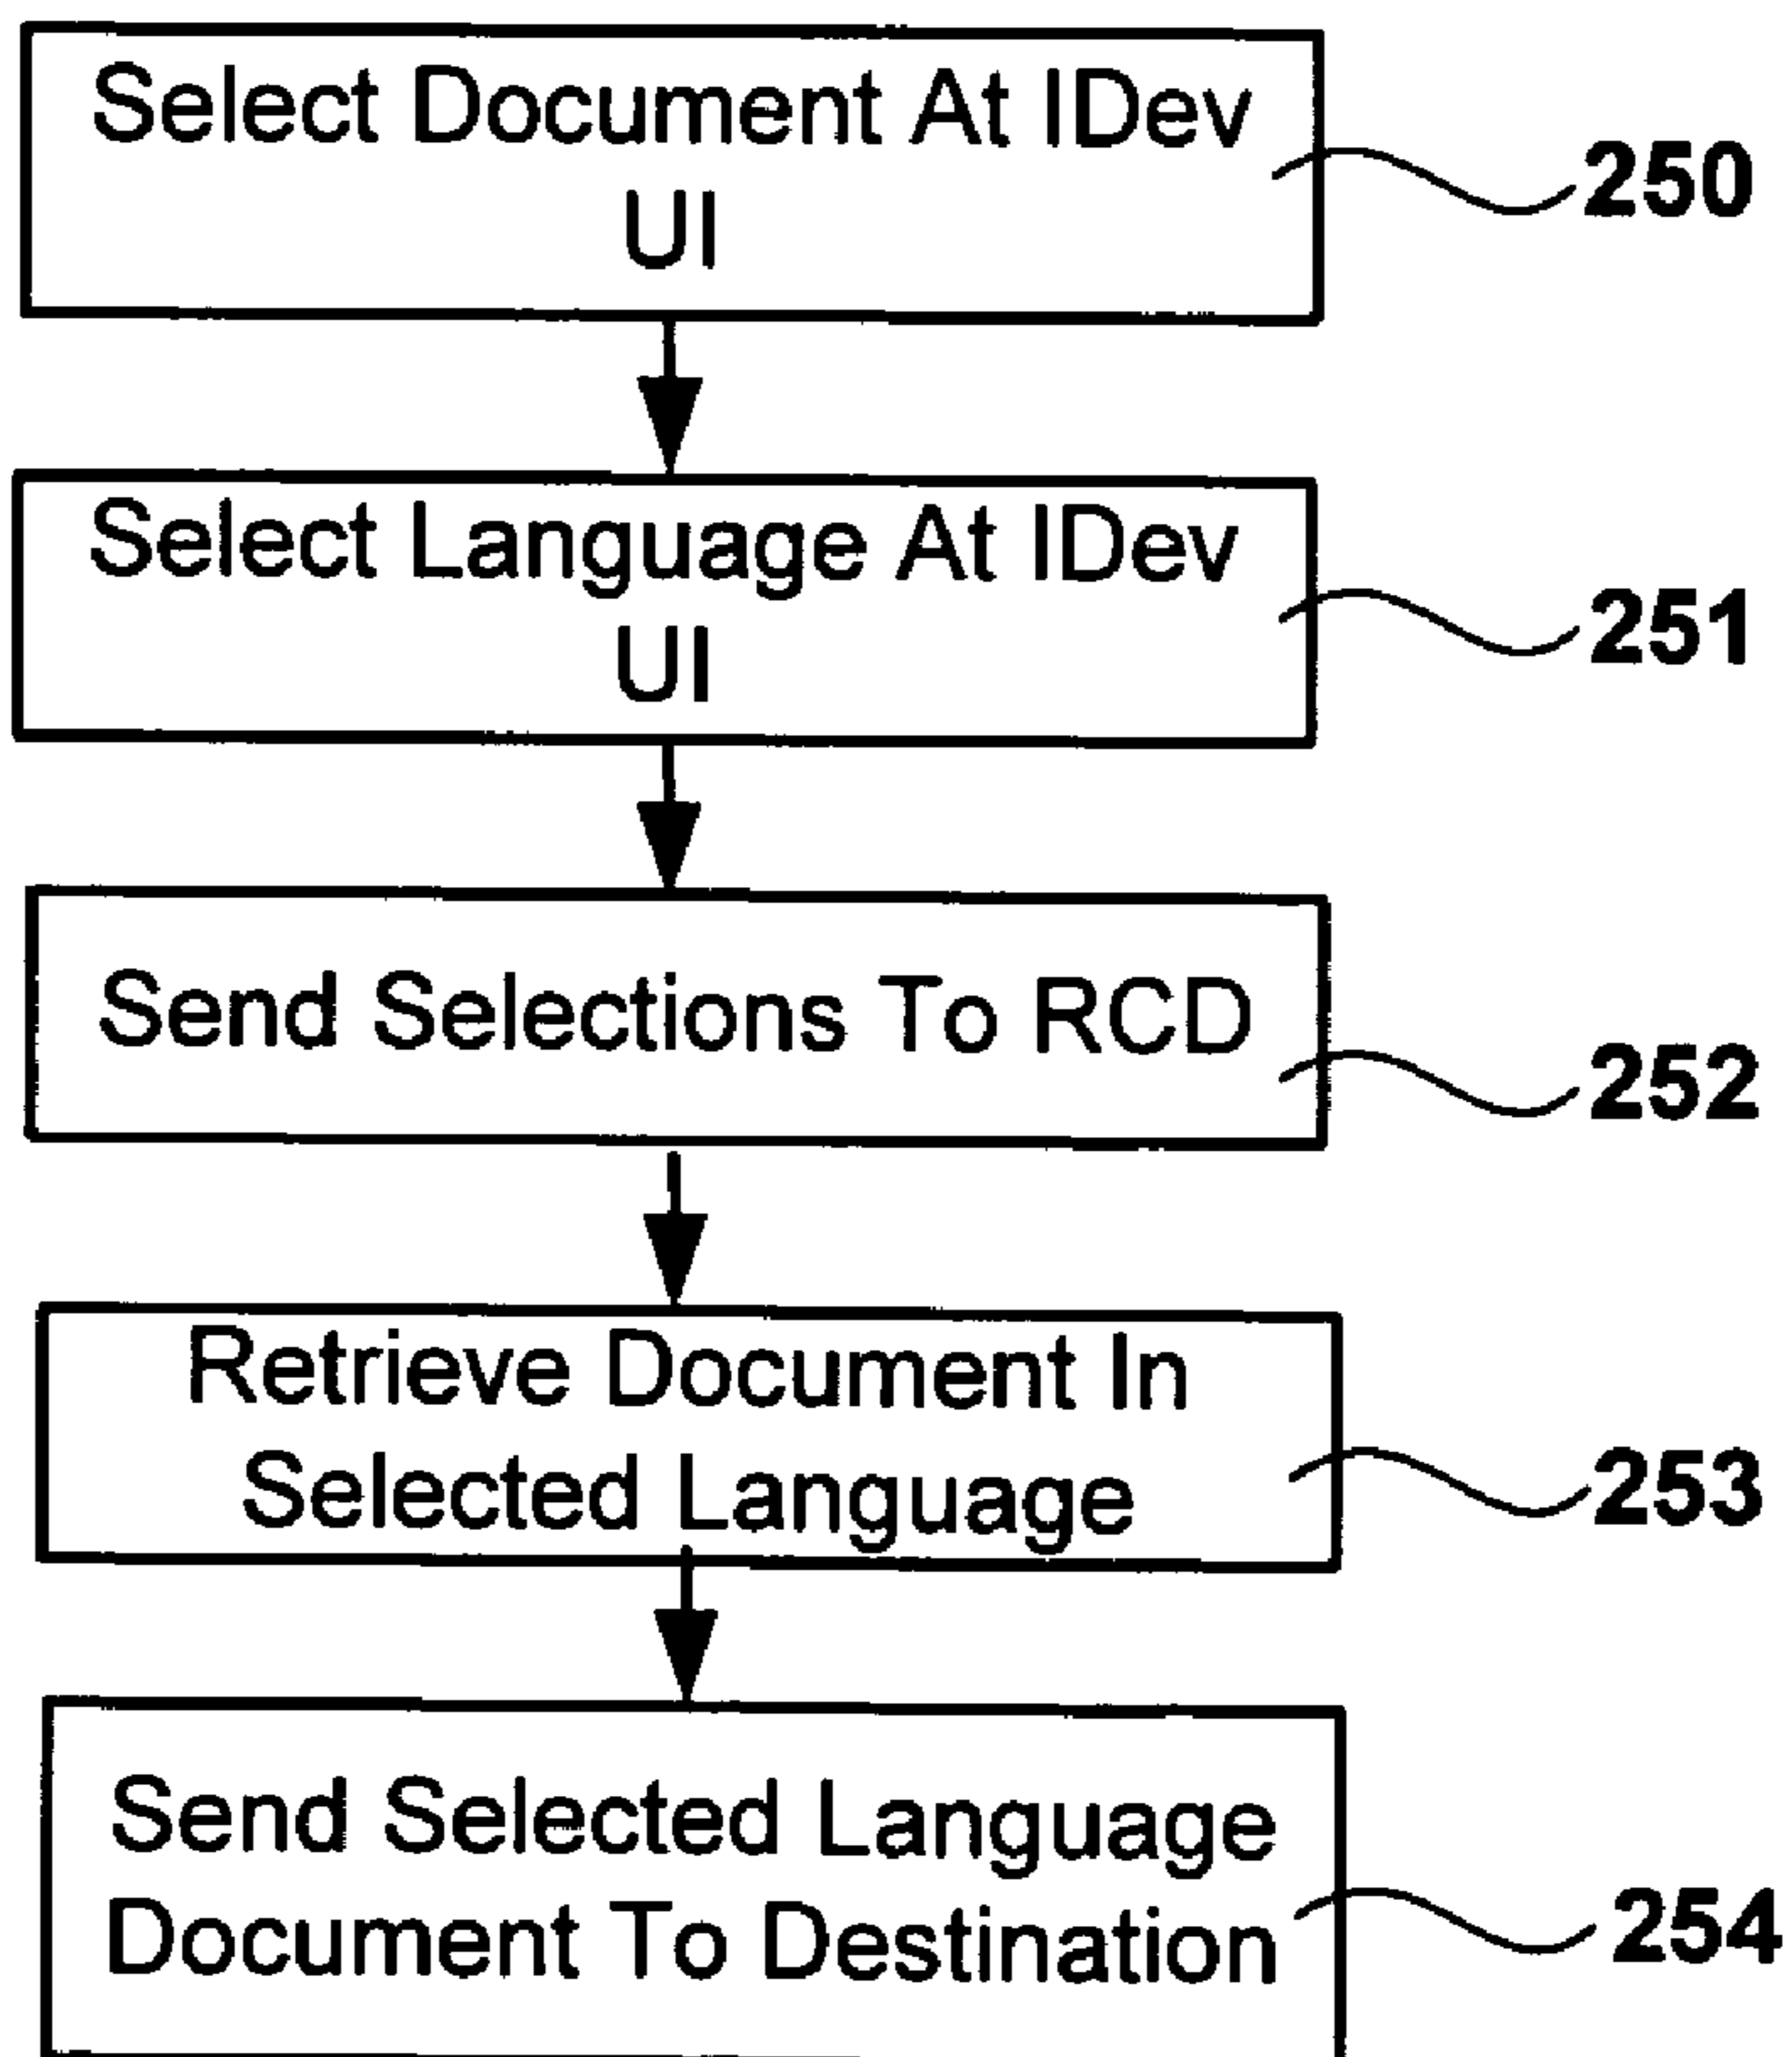 Select Document At IDev
UI
250
Select Language At IDev
UI
251
Send Selections To RCD
252
Retrieve Document In
Selected Language
253
Send Selected Language
Document To Destination
254